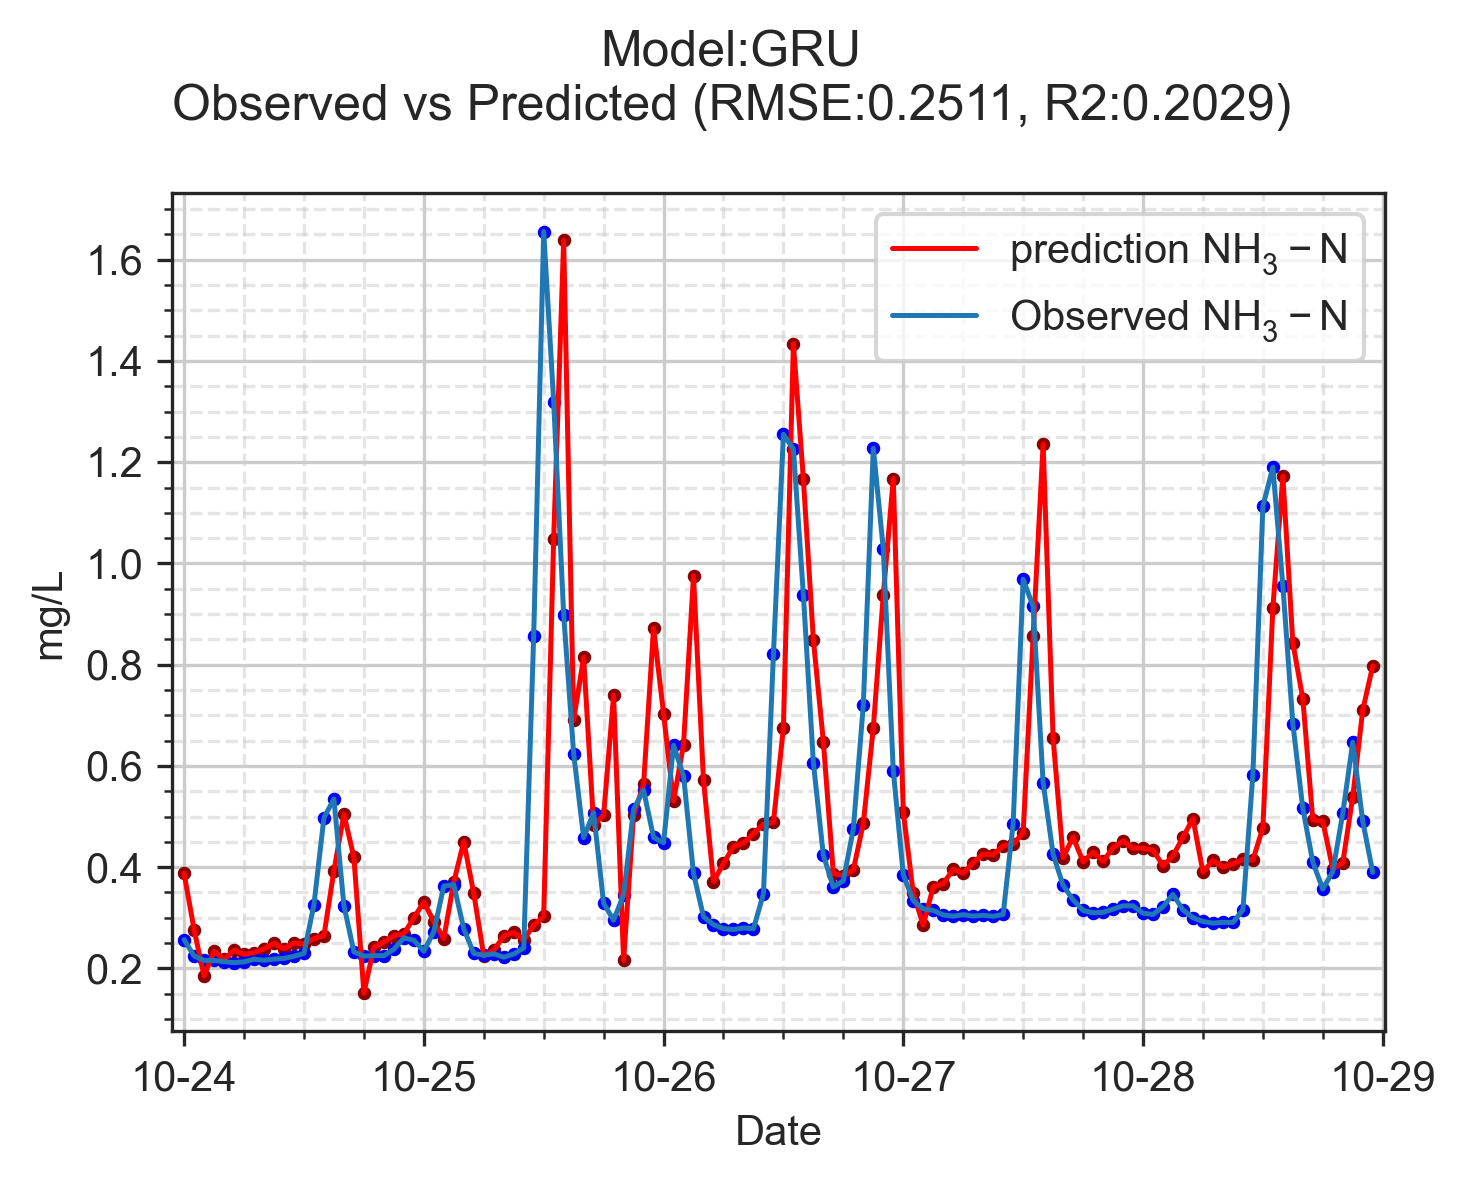 Model:GRU
Observed vs Predicted (RMSE:0.2511, R2:0.2029)
prediction NH₃ − N
Observed NH₃ − N
1.6
1.4
1.2
1.0
0.8
0.6
0.4
0.2
mg/L
10-24 10-25 10-26 10-27 10-28 10-29
Date